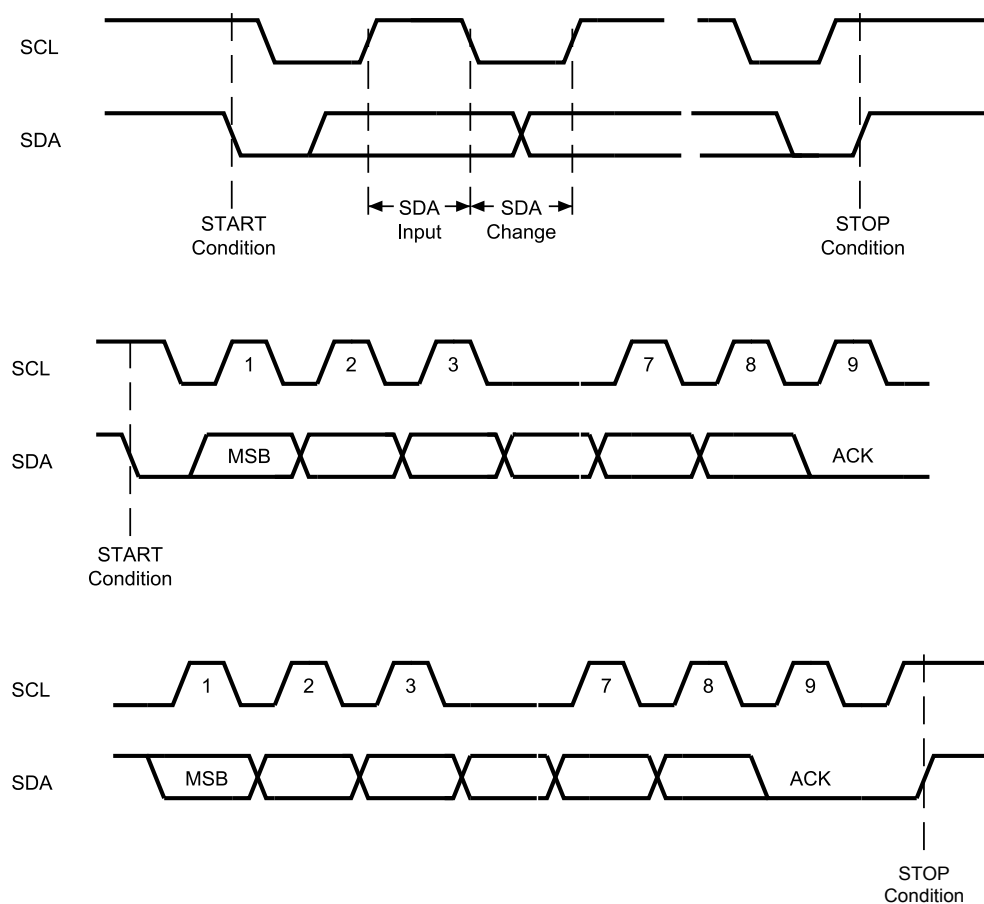 SCL
SDA
SDA
Input
SDA
Change
START
Condition
STOP
Condition
SCL
1
2
3
7
8
9
SDA
MSB
ACK
START
Condition
SCL
1
2
3
7
8
9
SDA
MSB
ACK
STOP
Condition